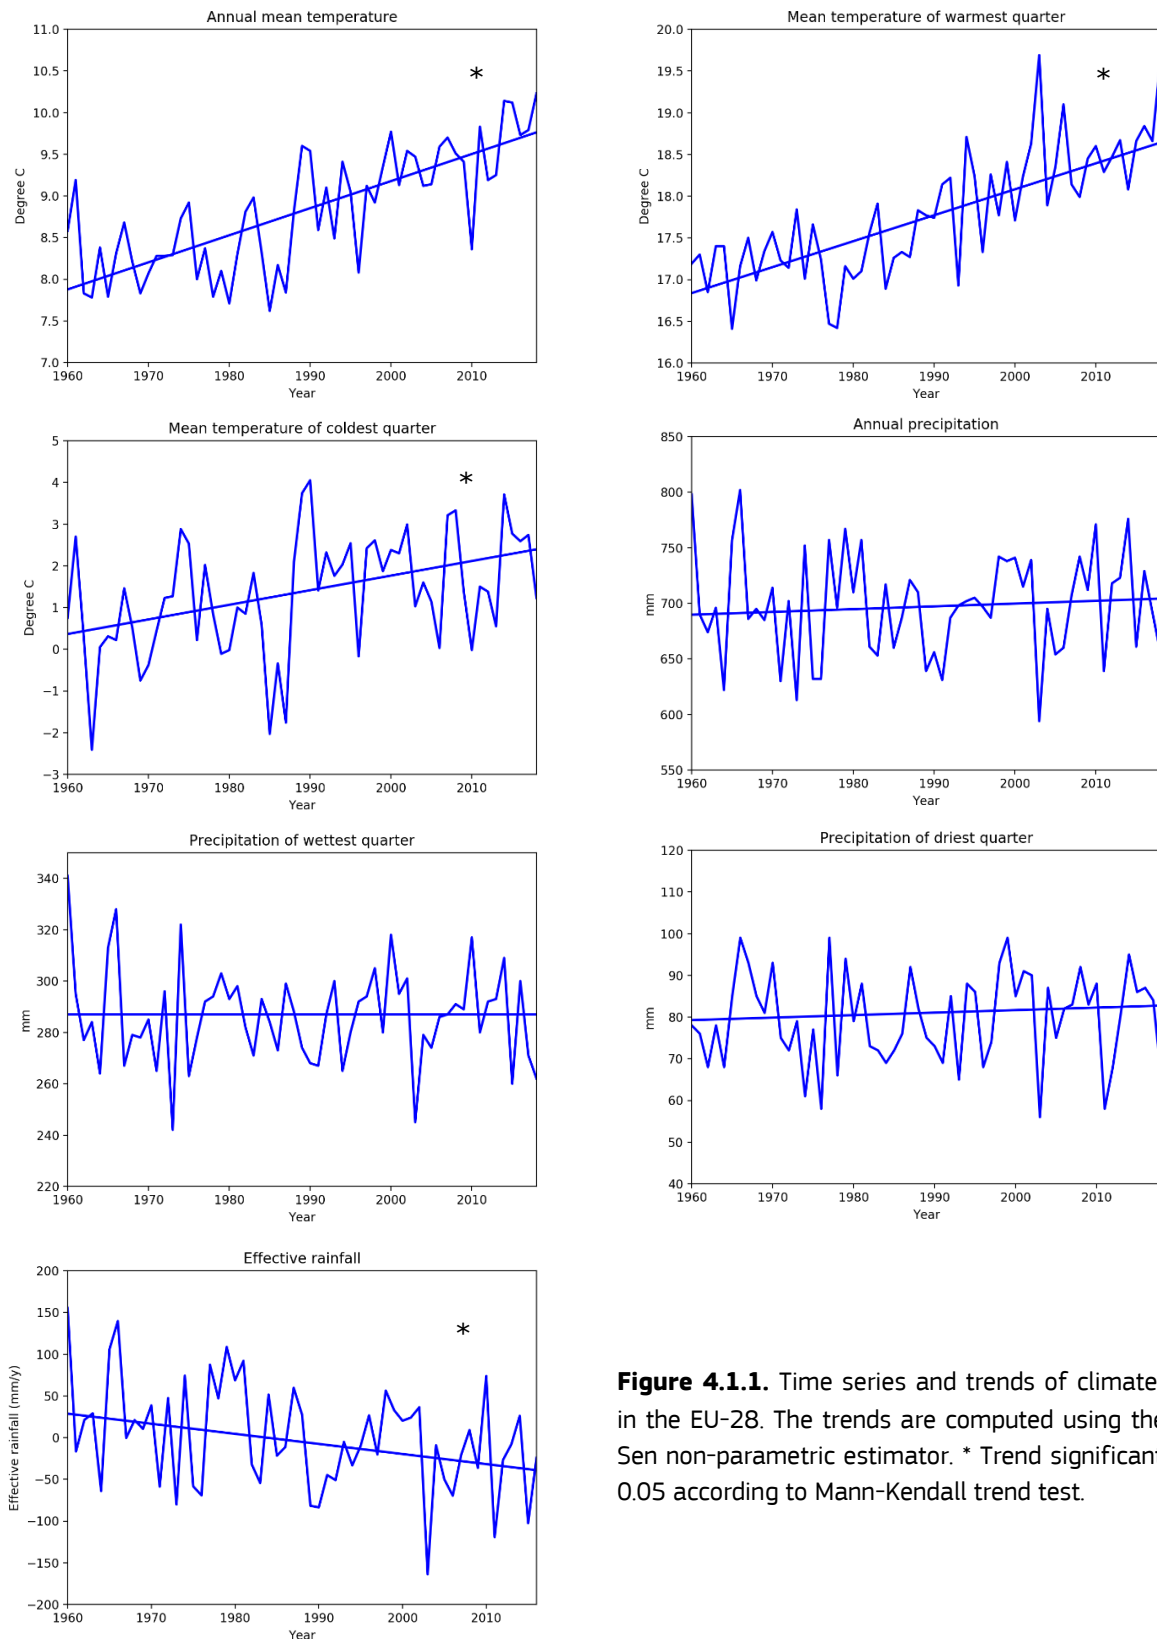 Annual mean temperature
11.0
10.5
10.0
9.5
9.0
8.5
8.0
7.5
7.0
Degree C
*
1960 1970 1980 1990 2000 2010
Year
Mean temperature of warmest quarter
20.0
19.5
19.0
18.5
18.0
17.5
17.0
16.5
16.0
Degree C
*
1960 1970 1980 1990 2000 2010
Year
Mean temperature of coldest quarter
5
4
3
2
1
0
−1
−2
−3
Degree C
*
1960 1970 1980 1990 2000 2010
Year
Annual precipitation
850
800
750
700
650
600
550
mm
1960 1970 1980 1990 2000 2010
Year
Precipitation of wettest quarter
340
320
300
280
260
240
220
mm
1960 1970 1980 1990 2000 2010
Year
Precipitation of driest quarter
120
110
100
90
80
70
60
50
40
mm
1960 1970 1980 1990 2000 2010
Year
Effective rainfall
200
150
100
50
0
−50
−100
−150
−200
Effective rainfall (mm/y)
*
1960 1970 1980 1990 2000 2010
Year
Figure 4.1.1. Time series and trends of climate
in the EU-28. The trends are computed using the
Sen non-parametric estimator. * Trend significant
0.05 according to Mann-Kendall trend test.